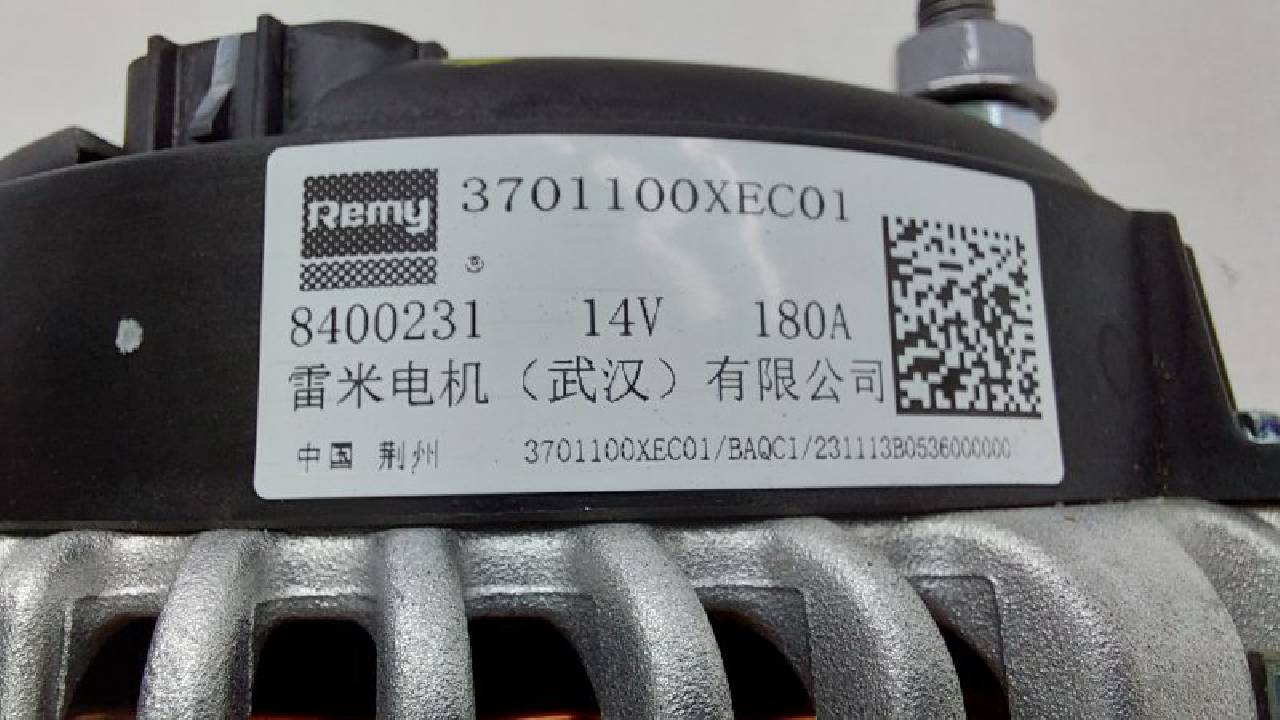 Remy 3701100XEC01
8400231 14V 180A
雷米电机（武汉）有限公司
中国 荆州 3701100XEC01/BAQC1/231113B0536000000